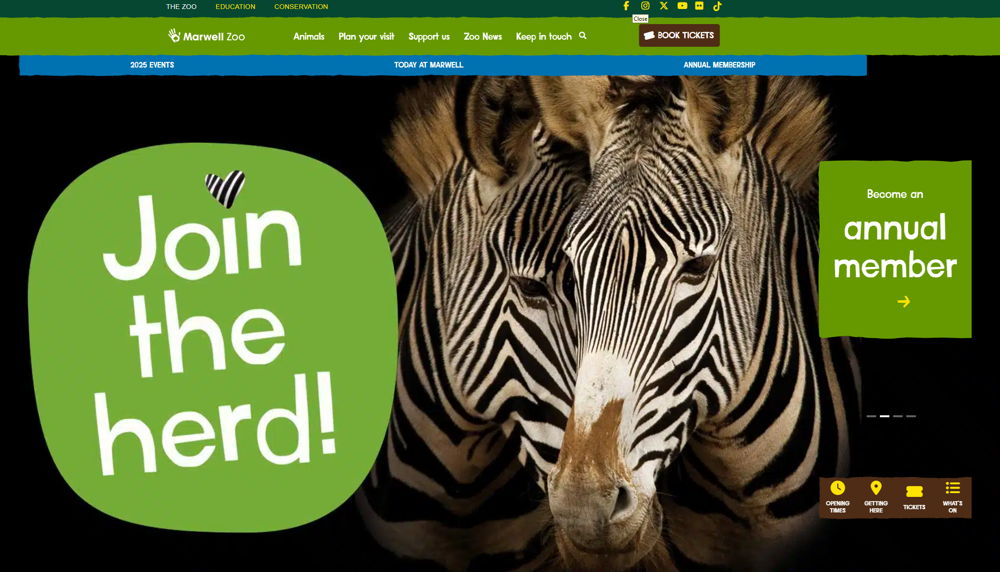 THE ZOO EDUCATION CONSERVATION
Close
Marwell Zoo Animals Plan your visit Support us Zoo News Keep in touch BOOK TICKETS
2025 EVENTS TODAY AT MARWELL ANNUAL MEMBERSHIP
Join
the
herd!
Become an
annual
member
OPENING
TIMES
GETTING
HERE
TICKETS
WHAT'S
ON